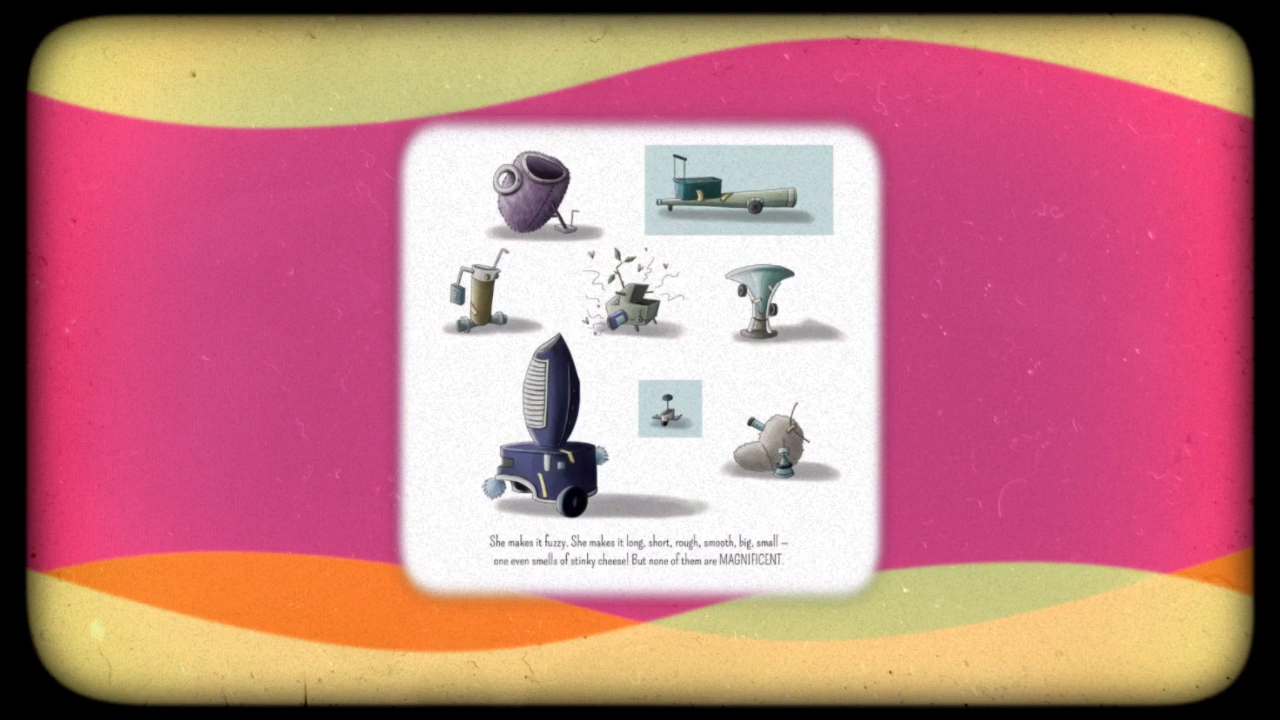 She makes it fuzzy. She makes it long, short, rough, smooth, big, small –
one even smells of stinky cheese! But none of them are MAGNIFICENT.